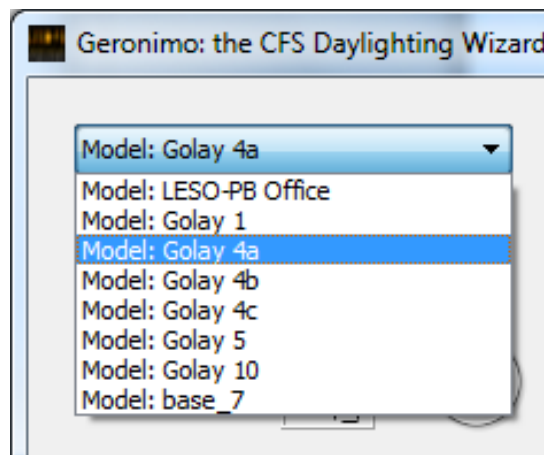 Geronimo: the CFS Daylighting Wizard
Model: Golay 4a
Model: LESO-PB Office
Model: Golay 1
Model: Golay 4a
Model: Golay 4b
Model: Golay 4c
Model: Golay 5
Model: Golay 10
Model: base_7